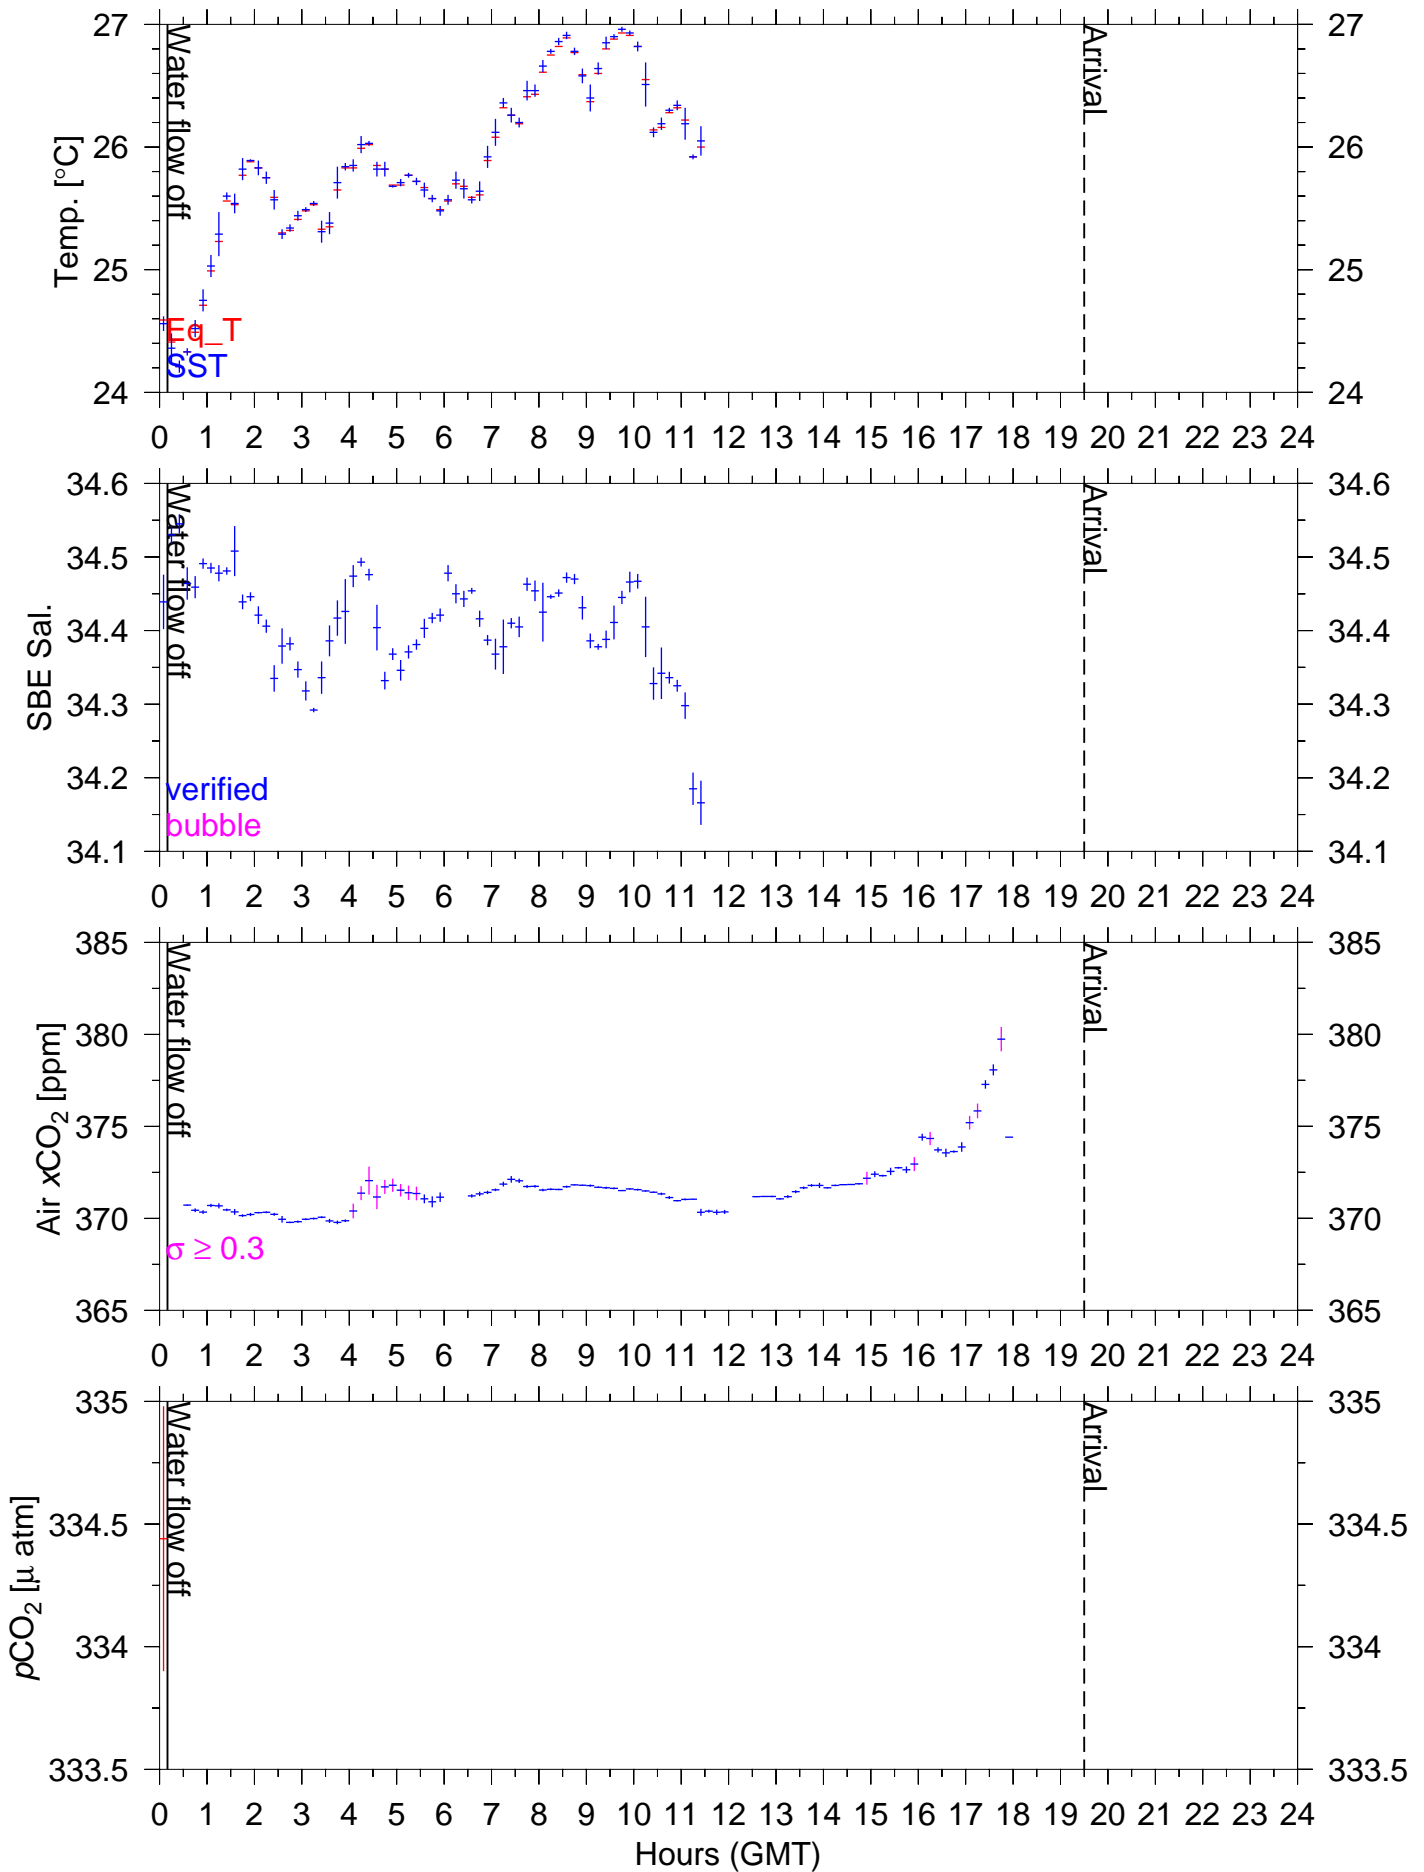 27 27
Water flow off
Arrival
26 26
Temp. [°C]
25 25
Eq_T
SST
24 24
0 1 2 3 4 5 6 7 8 9 10 11 12 13 14 15 16 17 18 19 20 21 22 23 24
34.6 34.6
Water flow off
Arrival
34.5 34.5
34.4 34.4
SBE Sal.
34.3 34.3
34.2 34.2
verified
bubble
34.1 34.1
0 1 2 3 4 5 6 7 8 9 10 11 12 13 14 15 16 17 18 19 20 21 22 23 24
385 385
Water flow off
Arrival
380 380
Air xCO₂ [ppm]
375 375
370 370
σ ≥ 0.3
365 365
0 1 2 3 4 5 6 7 8 9 10 11 12 13 14 15 16 17 18 19 20 21 22 23 24
335 335
Water flow off
Arrival
334.5 334.5
pCO₂ [μ atm]
334 334
333.5 333.5
0 1 2 3 4 5 6 7 8 9 10 11 12 13 14 15 16 17 18 19 20 21 22 23 24
Hours (GMT)